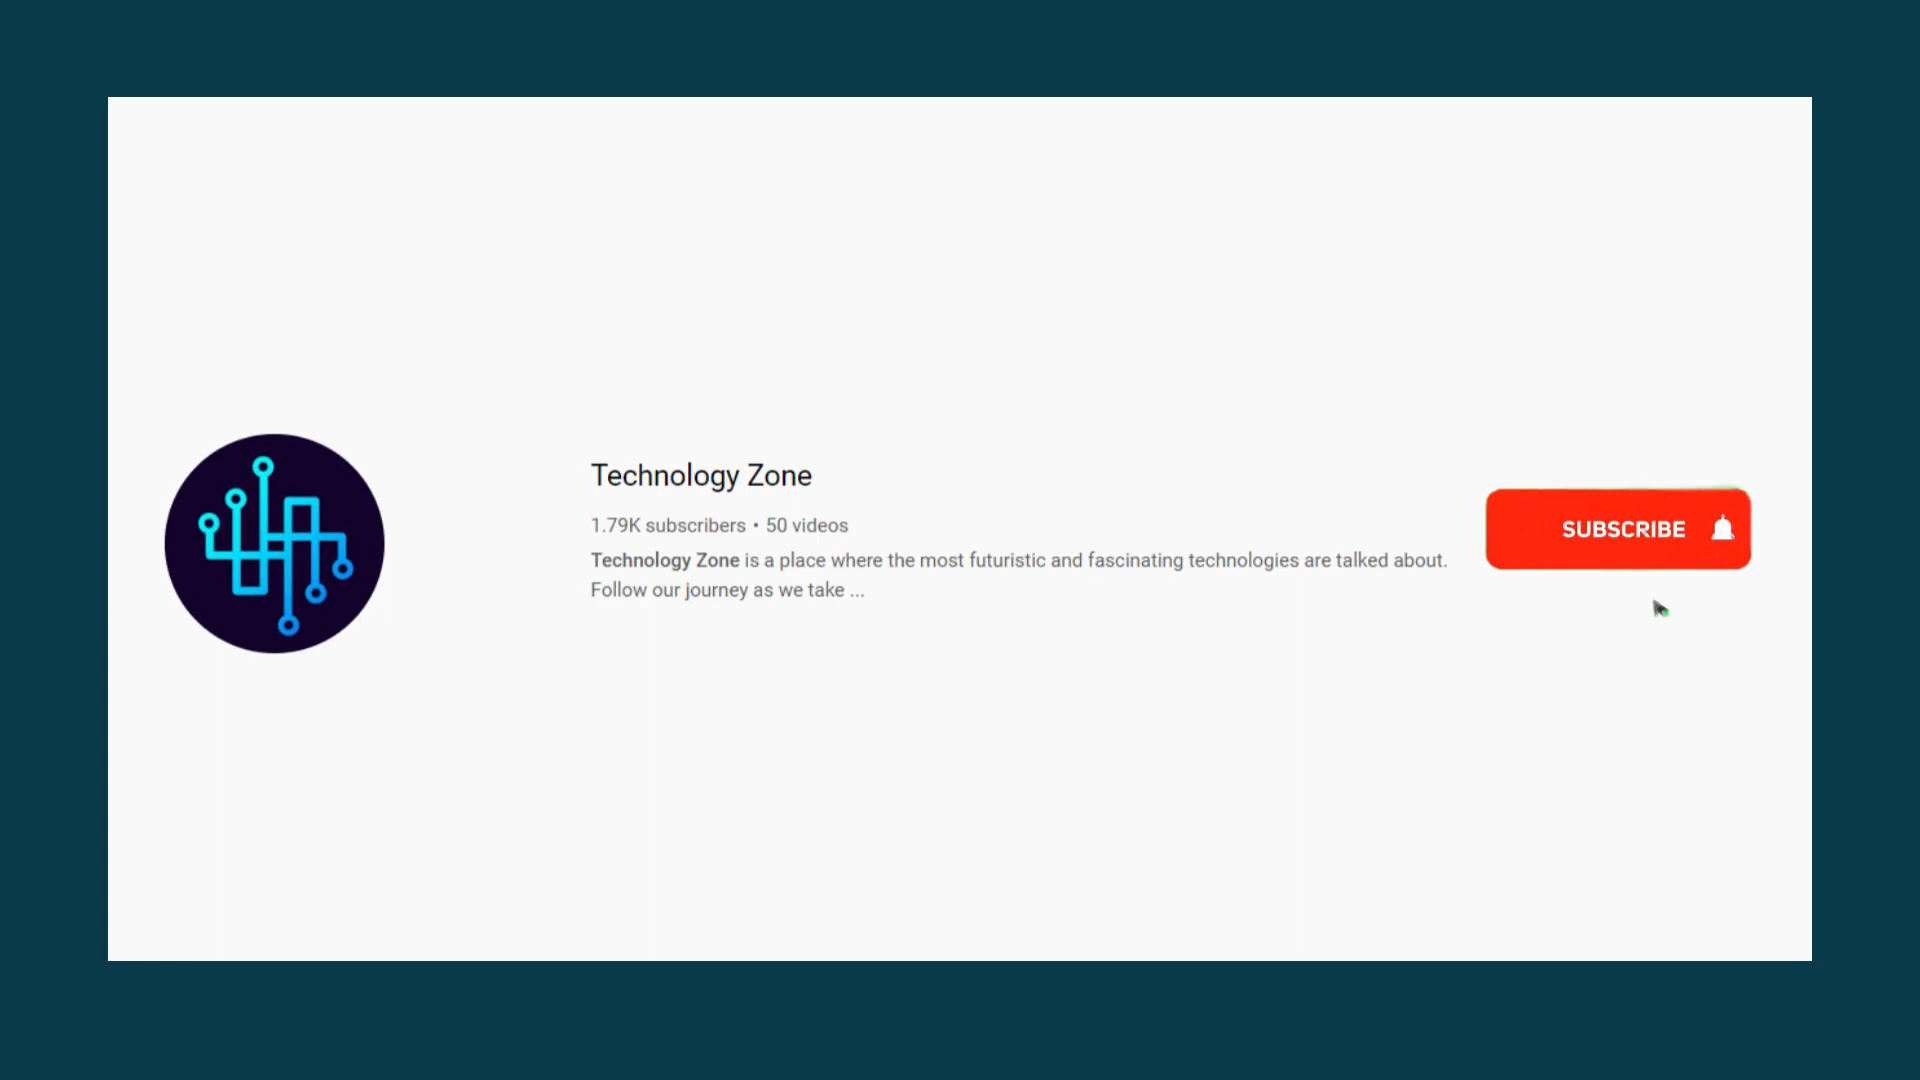 Technology Zone
1.79K subscribers • 50 videos
Technology Zone is a place where the most futuristic and fascinating technologies are talked about.
Follow our journey as we take ...
SUBSCRIBE